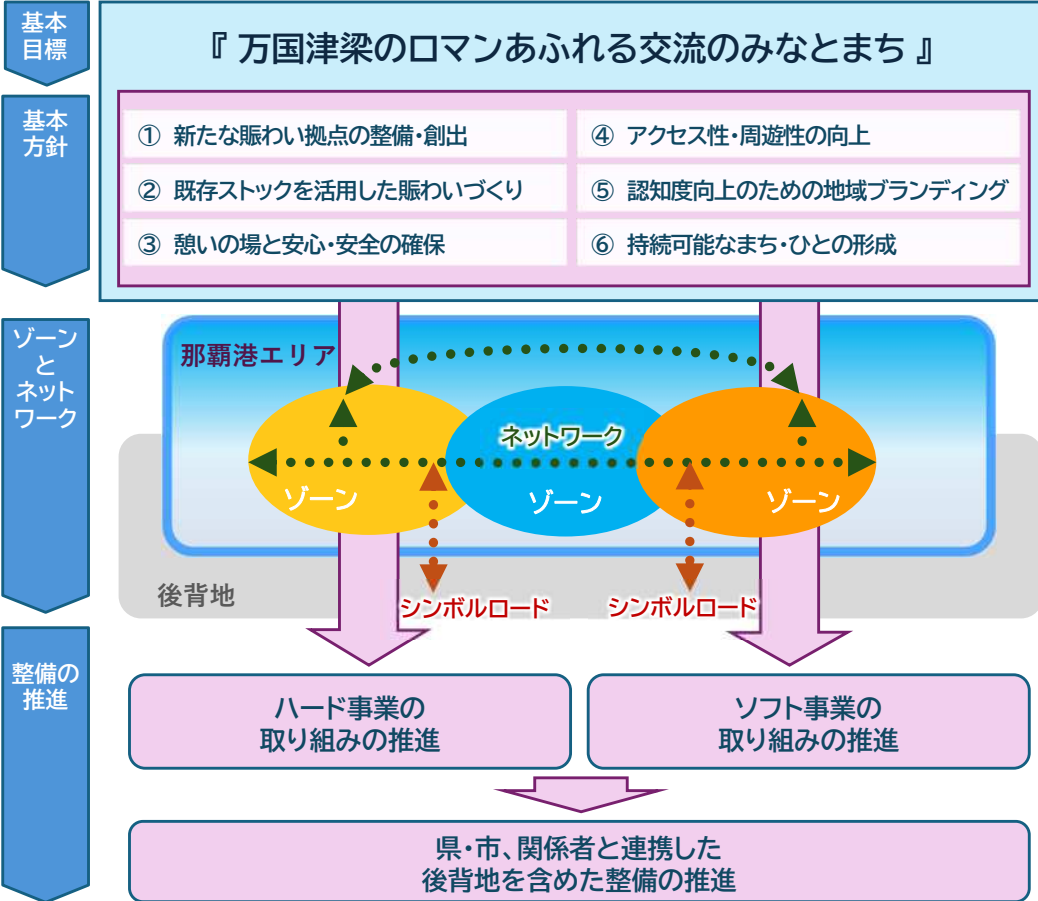 基本
目標
『 万国津梁のロマンあふれる交流のみなとまち 』
基本
方針
① 新たな賑わい拠点の整備・創出
② 既存ストックを活用した賑わいづくり
③ 憩いの場と安心・安全の確保
④ アクセス性・周遊性の向上
⑤ 認知度向上のための地域ブランディング
⑥ 持続可能なまち・ひとの形成
ゾーン
と
ネット
ワーク
那覇港エリア
ネットワーク
ゾーン
ゾーン
ゾーン
後背地
シンボルロード
シンボルロード
整備の
推進
ハード事業の
取り組みの推進
ソフト事業の
取り組みの推進
県・市、関係者と連携した
後背地を含めた整備の推進